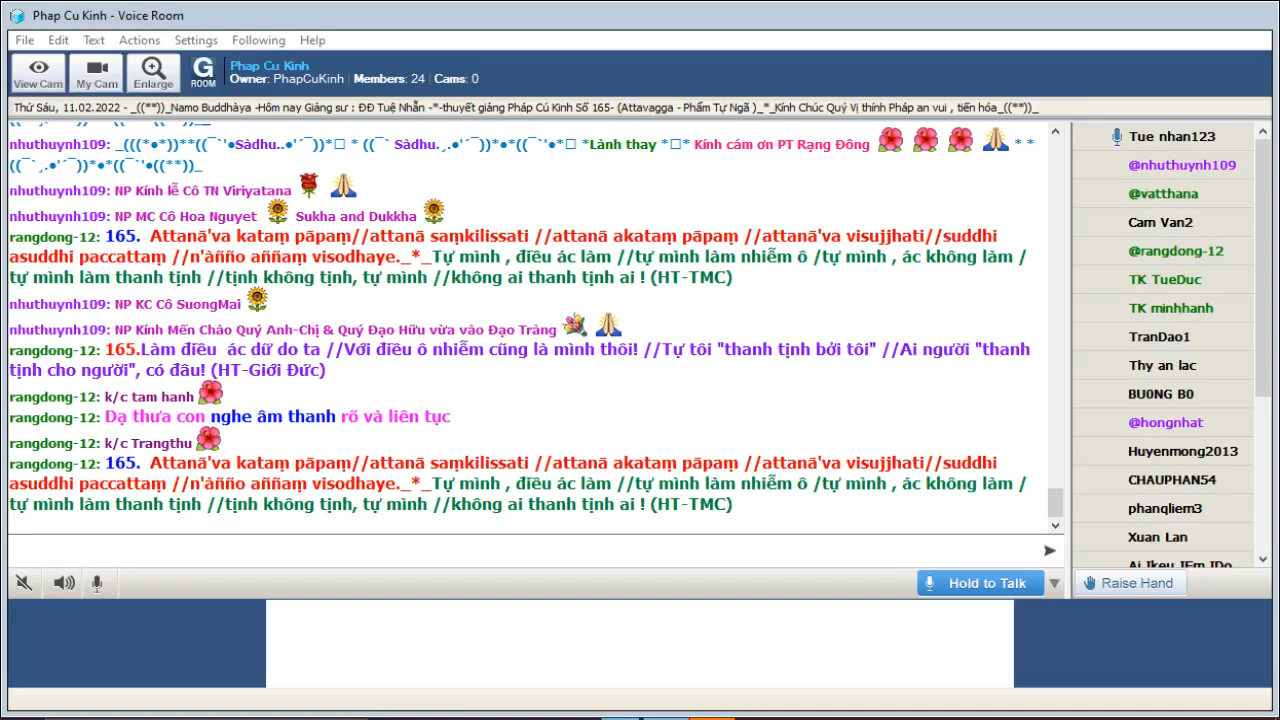 Phap Cu Kinh - Voice Room
File Edit Text Actions Settings Following Help
View Cam My Cam Enlarge G ROOM
Phap Cu Kinh
Owner: PhapCuKinh | Members: 24 | Cams: 0
Thứ Sáu, 11.02.2022 - _((**))_Namo Buddhàya -Hôm nay Giảng sư : ĐĐ Tuệ Nhẫn -*-thuyết giảng Pháp Cú Kinh Số 165- (Attavagga - Phẩm Tự Ngã )_*_Kính Chúc Quý Vị thính Pháp an vui , tiến hóa_((**))_
nhuthuynh109: _(((*•*))**((¯`'•Sàdhu..•'´¯))*•□ * ((¯` Sàdhu.¸.•'´¯))*•*((¯`'•*□ *Lành thay *□* Kính cám ơn PT Rạng Đông * *
((¯`¸.•'´¯))*•*((¯`'•((**))_
nhuthuynh109: NP Kính lễ Cô TN Viriyatana
nhuthuynh109: NP MC Cô Hoa Nguyet Sukha and Dukkha
rangdong-12: 165. Attanā'va kataṃ pāpaṃ//attanā saṃkilissati //attanā akataṃ pāpaṃ //attanā'va visujjhati//suddhi
asuddhi paccattaṃ //n'àñño aññaṃ visodhaye._*_Tự mình , điều ác làm //tự mình làm nhiễm ô /tự mình , ác không làm /
tự mình làm thanh tịnh //tịnh không tịnh, tự mình //không ai thanh tịnh ai ! (HT-TMC)
nhuthuynh109: NP KC Cô SuongMai
nhuthuynh109: NP Kính Mến Chào Quý Anh-Chị & Quý Đạo Hữu vừa vào Đạo Tràng
rangdong-12: 165.Làm điều ác dữ do ta //Với điều ô nhiễm cũng là mình thôi! //Tự tôi "thanh tịnh bởi tôi" //Ai người "thanh
tịnh cho người", có đâu! (HT-Giới Đức)
rangdong-12: k/c tam hanh
rangdong-12: Dạ thưa con nghe âm thanh rõ và liên tục
rangdong-12: k/c Trangthu
rangdong-12: 165. Attanā'va kataṃ pāpaṃ//attanā saṃkilissati //attanā akataṃ pāpaṃ //attanā'va visujjhati//suddhi
asuddhi paccattaṃ //n'àñño aññaṃ visodhaye._*_Tự mình , điều ác làm //tự mình làm nhiễm ô /tự mình , ác không làm /
tự mình làm thanh tịnh //tịnh không tịnh, tự mình //không ai thanh tịnh ai ! (HT-TMC)
Tue nhan123
@nhuthuynh109
@vatthana
Cam Van2
@rangdong-12
TK TueDuc
TK minhhanh
TranDao1
Thy an lac
BU0NG B0
@hongnhat
Huyenmong2013
CHAUPHAN54
phanqliem3
Xuan Lan
Hold to Talk
Raise Hand